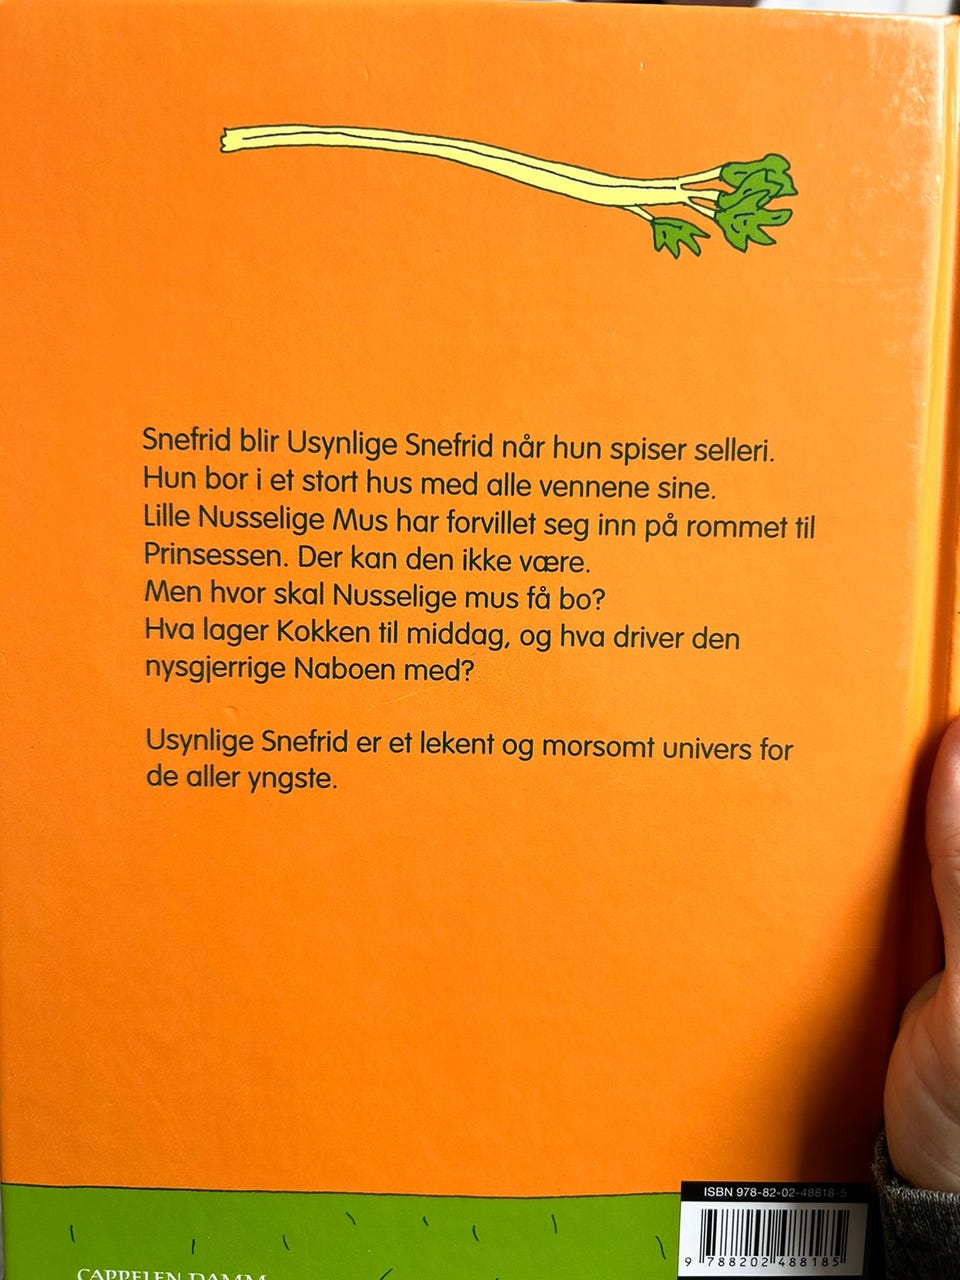 Snefrid blir Usynlige Snefrid når hun spiser selleri.
Hun bor i et stort hus med alle vennene sine.
Lille Nusselige Mus har forvillet seg inn på rommet til
Prinsessen. Der kan den ikke være.
Men hvor skal Nusselige mus få bo?
Hva lager Kokken til middag, og hva driver den
nysgjerrige Naboen med?
Usynlige Snefrid er et lekent og morsomt univers for
de aller yngste.
ISBN 978-82-02-48818-5
9 788202 488185
CAPPELEN DAMM